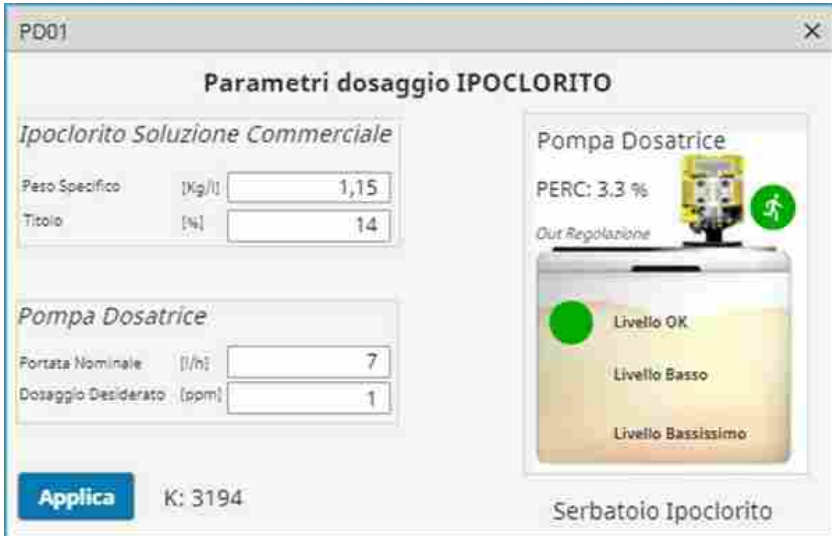 PD01
Parametri dosaggio IPOCLORITO
Ipoclorito Soluzione Commerciale
Peso Specifico [Kg/l] 1,15
Titolo [%] 14
Pompa Dosatrice
Portata Nominale [l/h] 7
Dosaggio Desiderato [ppm] 1
Applica K: 3194
Pompa Dosatrice
PERC: 3.3 %
Out Regolazione
Livello OK
Livello Basso
Livello Bassissimo
Serbatoio Ipoclorito